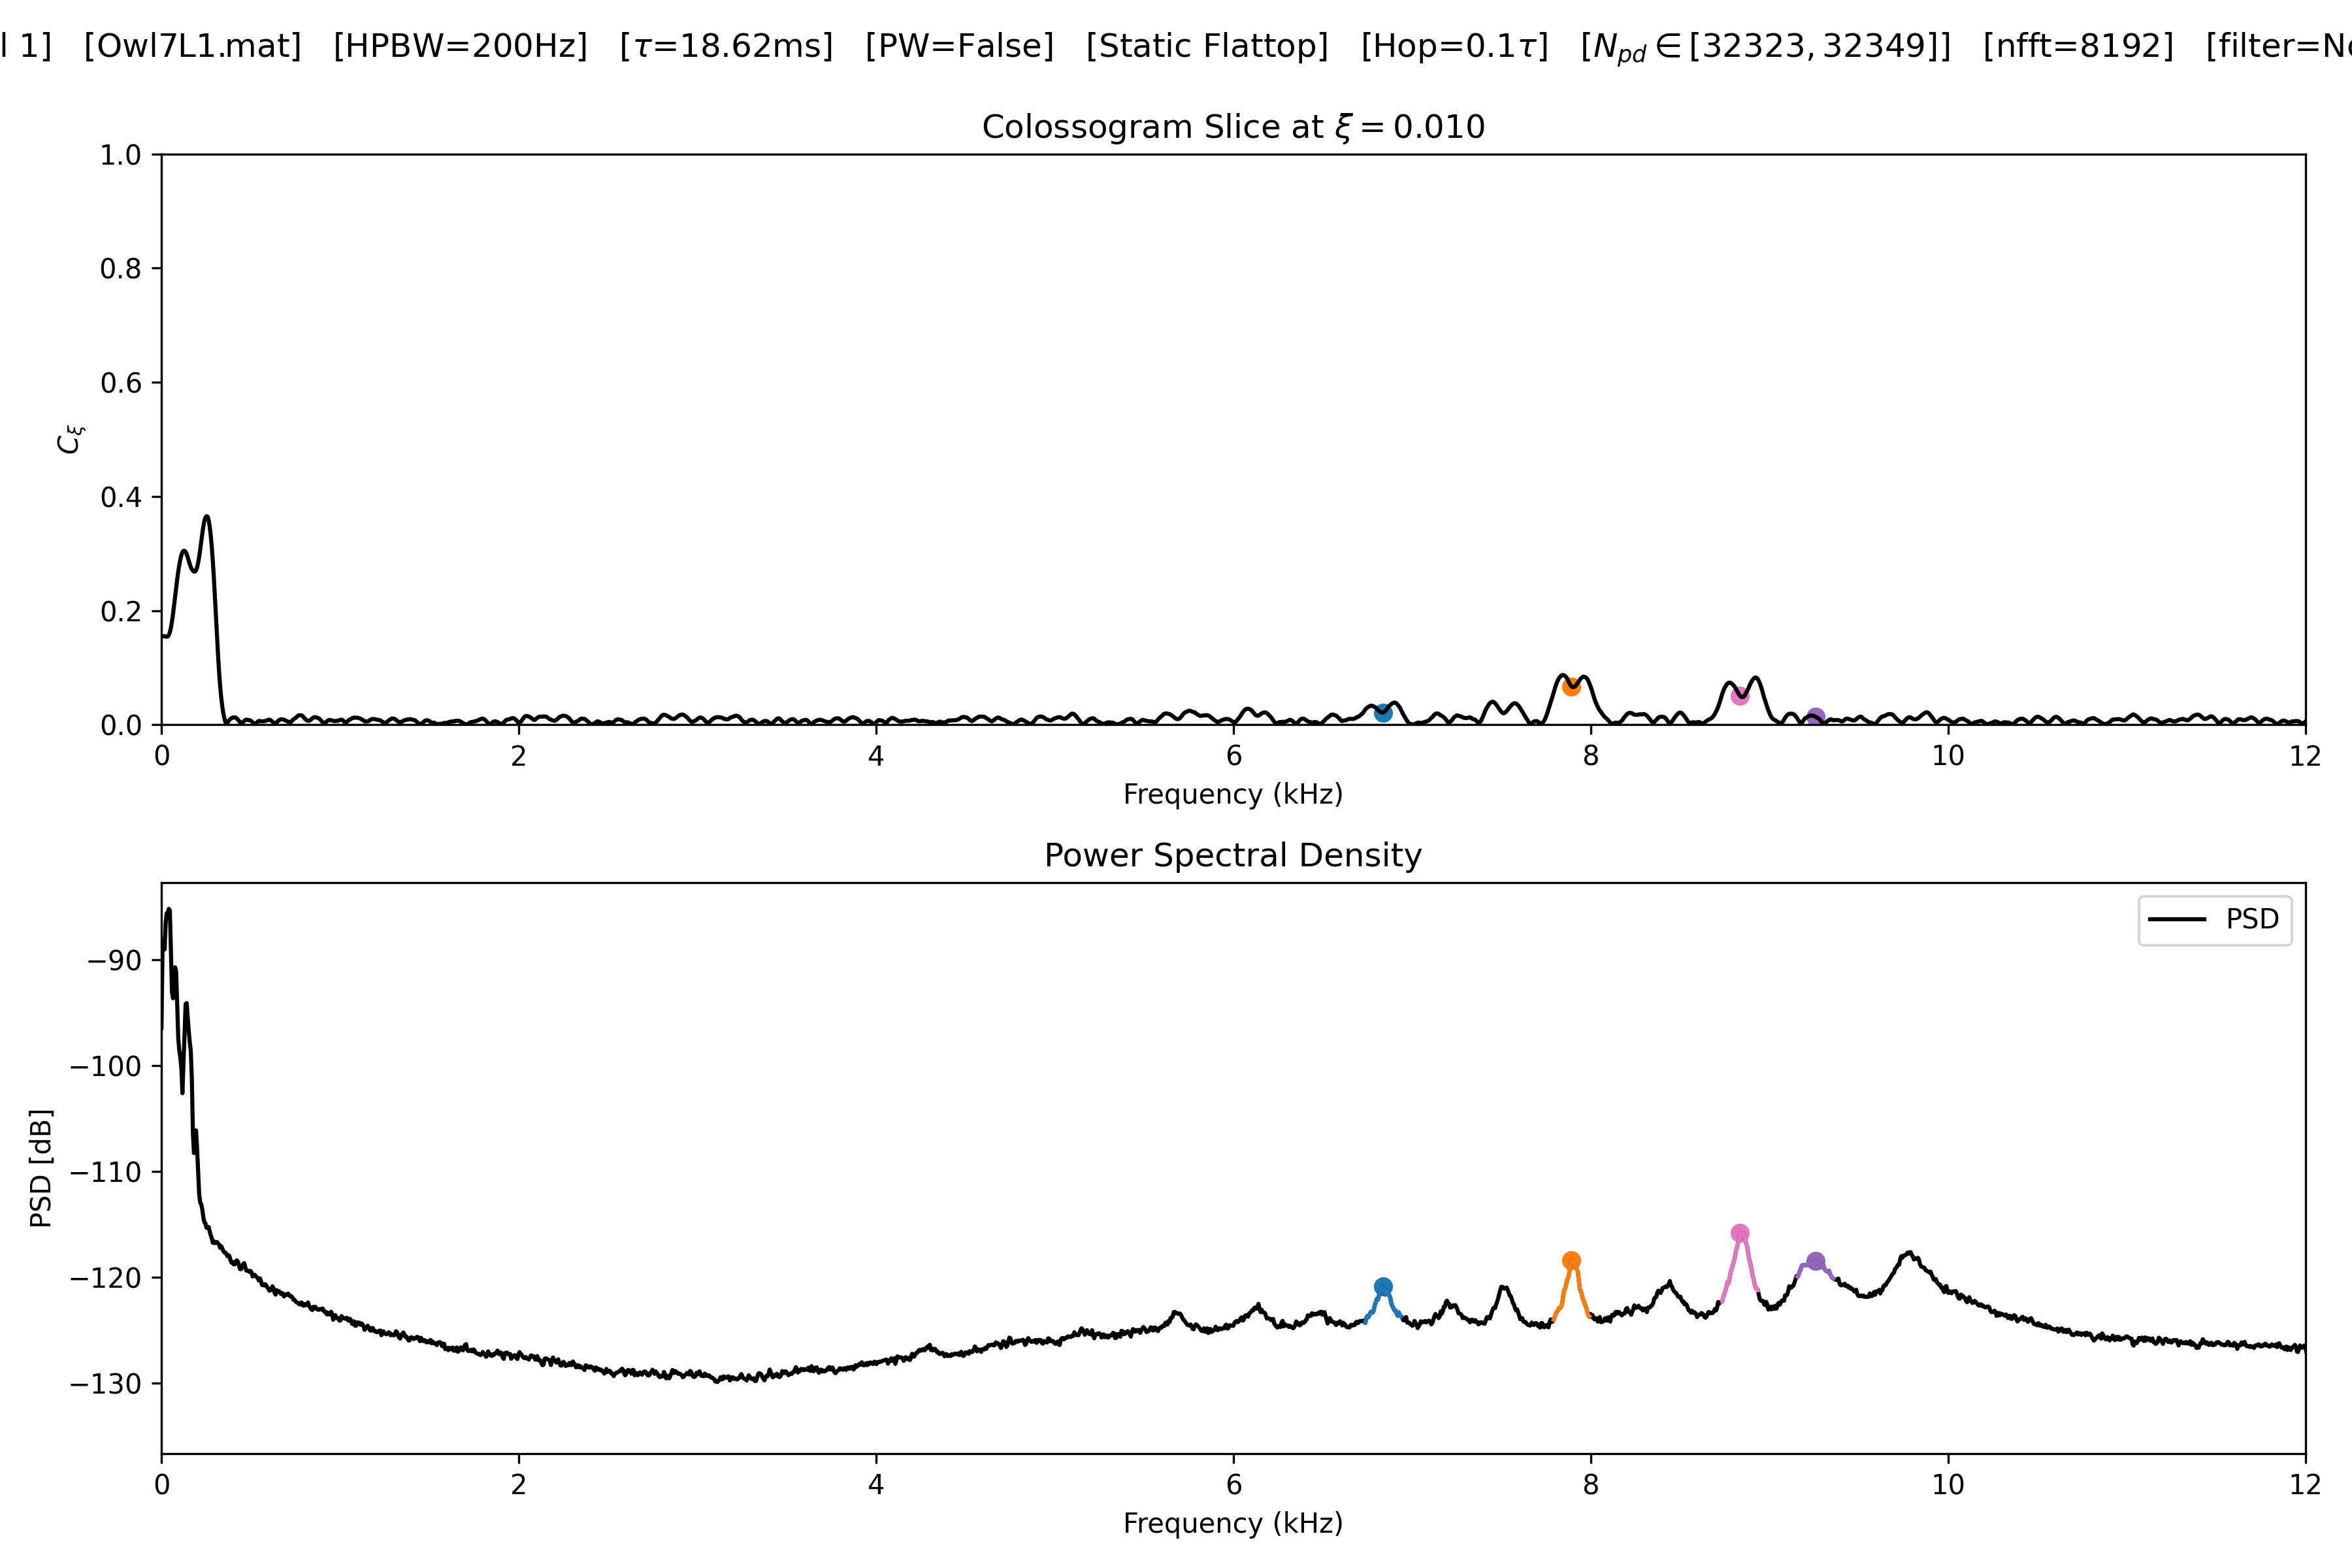 l 1] [Owl7L1.mat] [HPBW=200Hz] [τ=18.62ms] [PW=False] [Static Flattop] [Hop=0.1τ] [N_pd ∈ [32323, 32349]] [nfft=8192] [filter=N
Colossogram Slice at ξ = 0.010
1.0
0.8
0.6
0.4
0.2
0.0
C_ξ
0 2 4 6 8 10 12
Frequency (kHz)
Power Spectral Density
PSD
−90
−100
−110
−120
−130
PSD [dB]
0 2 4 6 8 10 12
Frequency (kHz)